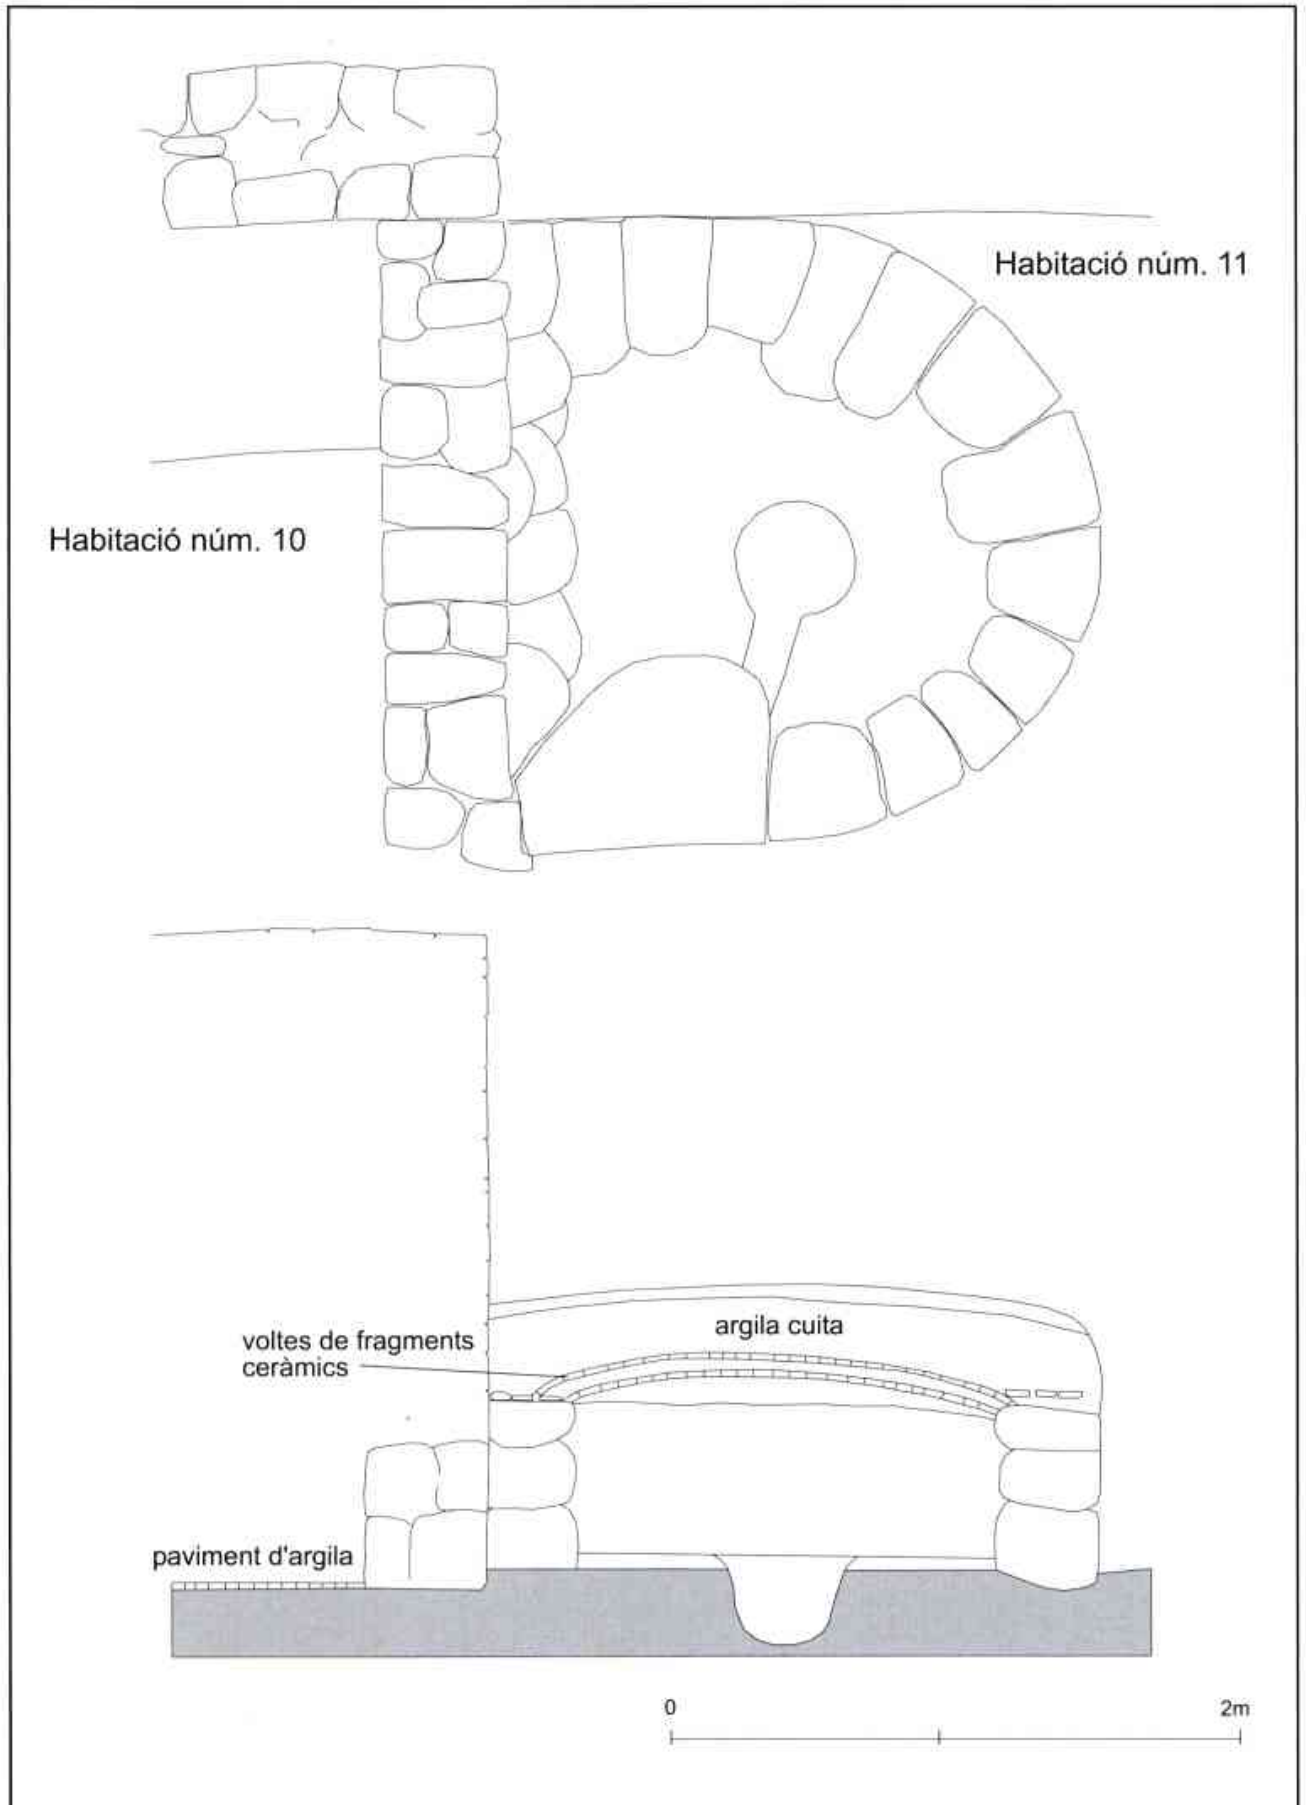 Habitació núm. 11
Habitació núm. 10
argila cuita
voltes de fragments
ceràmics
paviment d'argila
0 2m